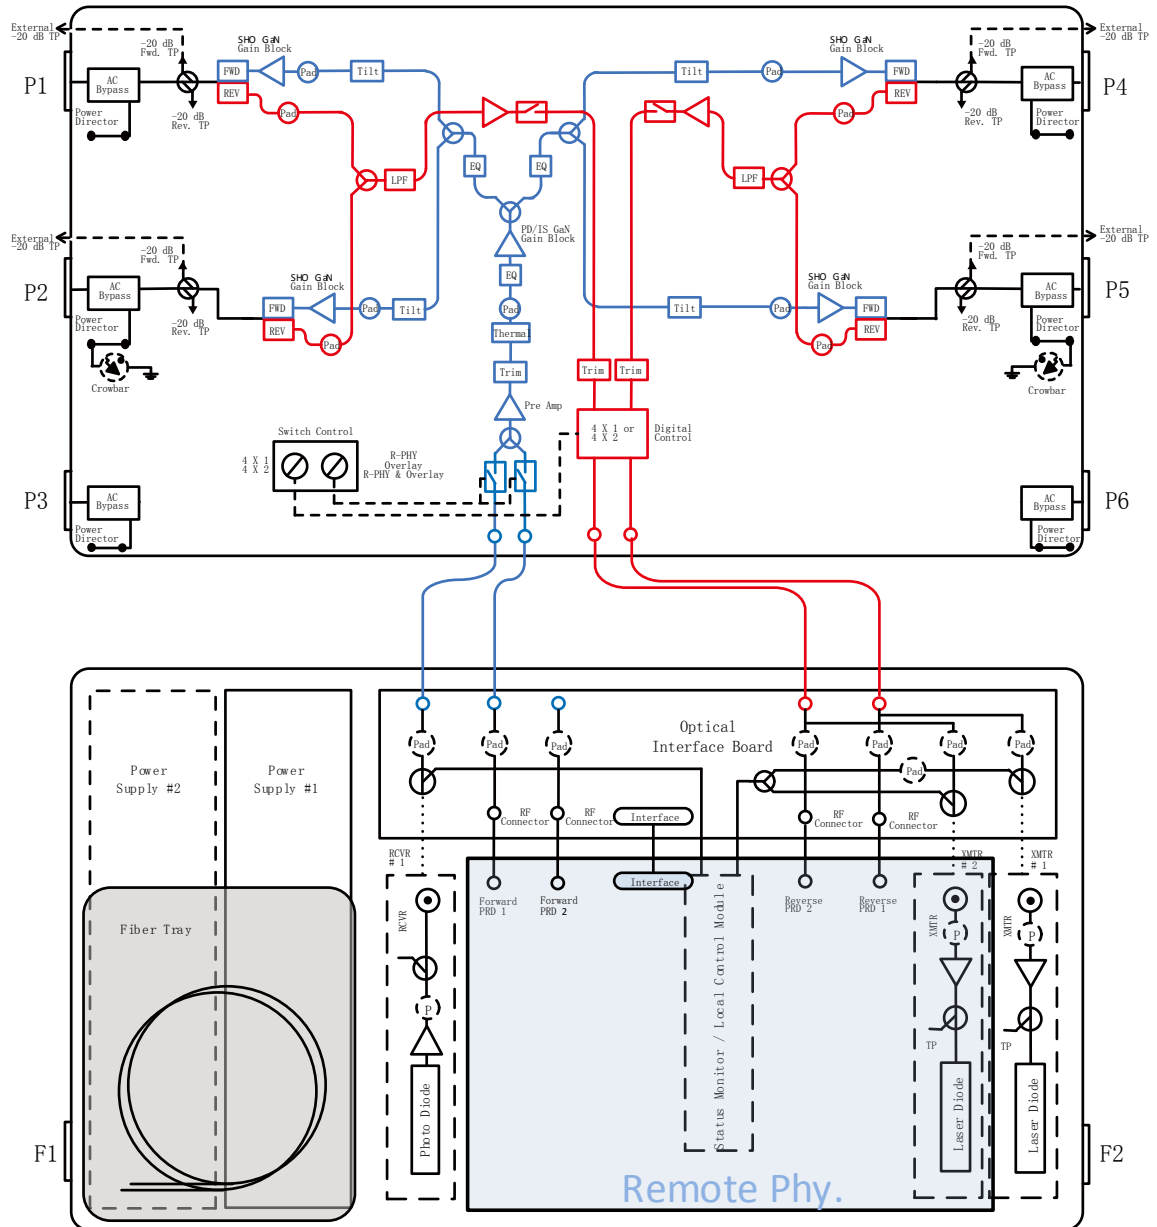 External
-20 dB TP
-20 dB
Fwd. TP
SHO GaN
Gain Block
FWD
REV
Pad
Pad
Tilt
P1
AC
Bypass
Power
Director
-20 dB
Rev. TP
SHO GaN
Gain Block
Tilt
Pad
FWD
REV
Pad
-20 dB
Fwd. TP
External
-20 dB TP
AC
Bypass
P4
Power
Director
-20 dB
Rev. TP
EQ
EQ
LPF
LPF
PD/IS GaN
Gain Block
EQ
Pad
Thermal
Trim
Pre Amp
External
-20 dB TP
-20 dB
Fwd. TP
P2
AC
Bypass
Power
Director
-20 dB
Rev. TP
SHO GaN
Gain Block
FWD
REV
Pad
Pad
Tilt
Crowbar
SHO GaN
Gain Block
Tilt
Pad
FWD
REV
Pad
-20 dB
Fwd. TP
External
-20 dB TP
AC
Bypass
P5
Power
Director
-20 dB
Rev. TP
Crowbar
Trim
Trim
4 X 1 or
4 X 2
Digital
Control
Switch Control
4 X 1
4 X 2
R-PHY
Overlay
R-PHY & Overlay
P3
AC
Bypass
Power
Director
AC
Bypass
P6
Power
Director
Power
Supply #2
Power
Supply #1
Optical
Interface Board
Pad
Pad
Pad
Pad
Pad
Pad
Pad
Pad
RF
Connector
RF
Connector
Interface
RF
Connector
RF
Connector
RCVR
# 1
XMTR
# 2
XMTR
# 1
Interface
Forward
PRD 1
Forward
PRD 2
Reverse
PRD 2
Reverse
PRD 1
Fiber Tray
RCVR
P
Photo Diode
Status Monitor / Local Control Module
XMTR
P
TP
Laser Diode
XMTR
P
TP
Laser Diode
F1
F2
Remote Phy.